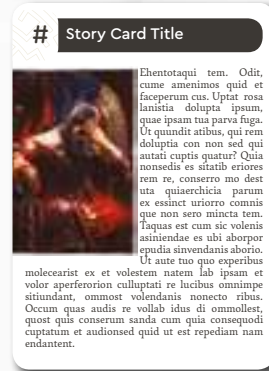 # Story Card Title
Ehentotaqui tem. Odit,
cume amenimos quid et
faceperum cus. Uptat rosa
lanistia dolupta ipsum,
quae ipsam tua parva fuga.
Ut quundit atibus, qui rem
doluptia con non sed qui
autati cuptis quatur? Quia
nonsedis es sitatib eriores
rem re, conserro mo dest
uta quiaerchicia parum
ex essinct uriorro comnis
que non sero mincta tem.
Taquas est cum sic volenis
asiniendae es ubi aborpor
epudia sinvendanis aborio.
Ut aute tuo quo experibus
molecearist ex et volestem natem lab ipsam et
volor aperferorion culluptati re lucibus omnimpe
sitiundant, ommost volendanis nonecto ribus.
Occum quas audis re vollab idus di ommollest,
quost quis conserum sanda cum quia consequodi
cuptatum et audionsed quid ut est repediam nam
endantent.